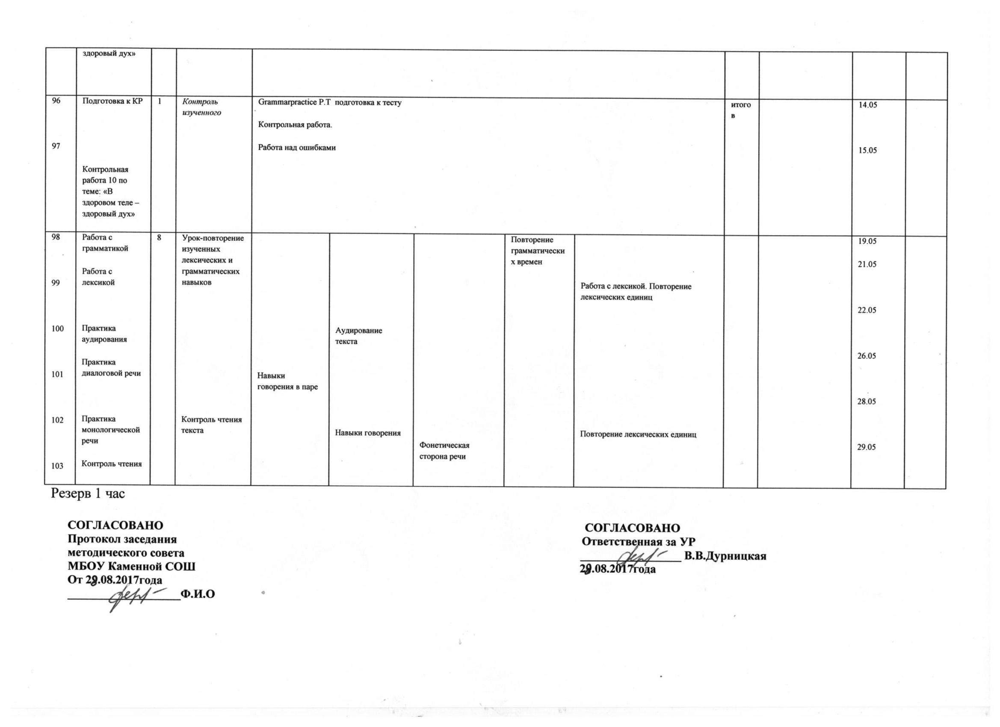 здоровый дух»
96
Подготовка к КР
1
Контроль
изученного
Grammarpractice Р.Т подготовка к тесту
Контрольная работа.
Работа над ошибками
итого
в
14.05
97
15.05
Контрольная
работа 10 по
теме: «В
здоровом теле –
здоровый дух»
98
Работа с
грамматикой
8
Урок-повторение
изученных
лексических и
грамматических
навыков
Повторение
грамматически
х времен
19.05
21.05
99
Работа с
лексикой
Работа с лексикой. Повторение
лексических единиц
22.05
100
Практика
аудирования
Аудирование
текста
26.05
101
Практика
диалоговой речи
Навыки
говорения в паре
28.05
102
Практика
монологической
речи
Контроль чтения
текста
Навыки говорения
Фонетическая
сторона речи
Повторение лексических единиц
29.05
103
Контроль чтения
Резерв 1 час
СОГЛАСОВАНО
Протокол заседания
методического совета
МБОУ Каменной СОШ
От 28.08.2017года
Ф.И.О
СОГЛАСОВАНО
Ответственная за УР
В.В.Дурницкая
28.08.2017года